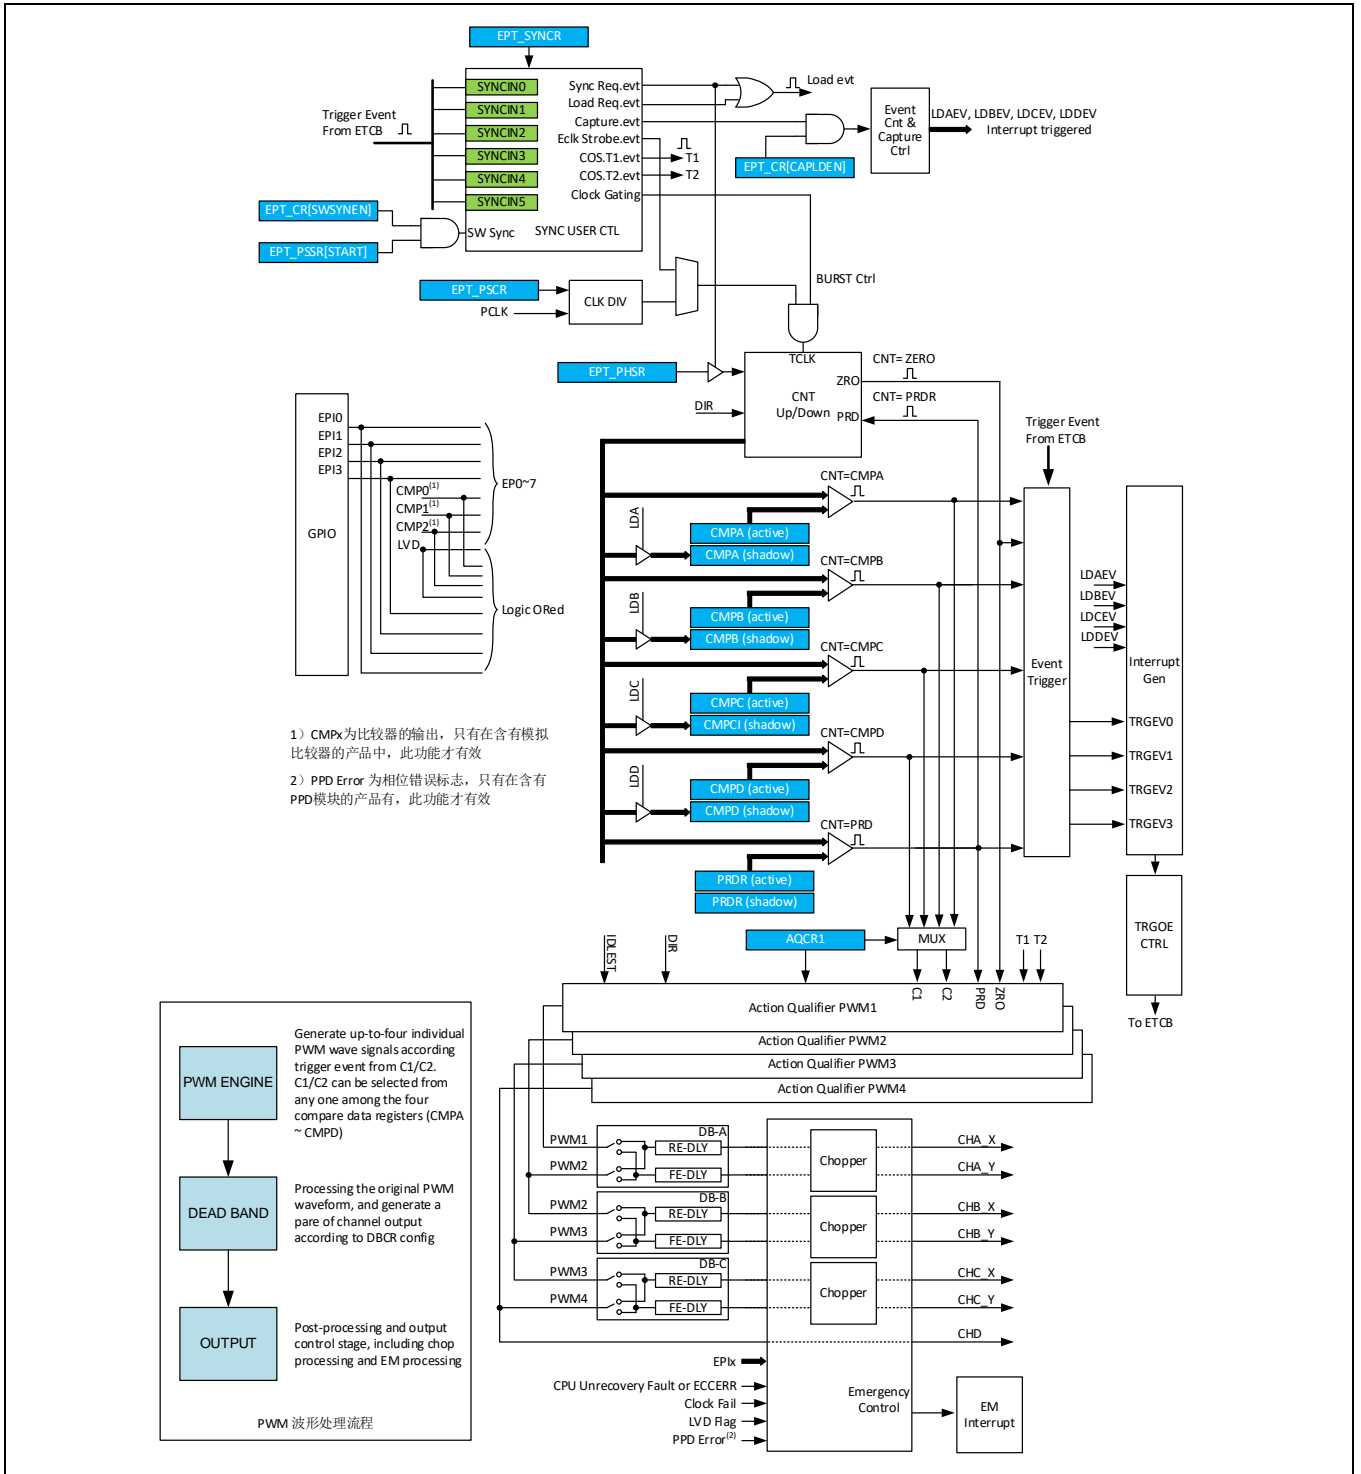 EPT_SYNCR
SYNCIN0
SYNCIN1
SYNCIN2
SYNCIN3
SYNCIN4
SYNCIN5
Trigger Event
From ETCB
Sync Req.evt
Load Req.evt
Capture.evt
Eclk Strobe.evt
COS.T1.evt
COS.T2.evt
Clock Gating
T1
T2
Load evt
Event
Cnt &
Capture
Ctrl
LDAEV, LDBEV, LDCEV, LDDEV
Interrupt triggered
EPT_CR[CAPLDEN]
EPT_CR[SWSYNEN]
EPT_PSSR[START]
SW Sync
SYNC USER CTL
BURST Ctrl
EPT_PSCR
PCLK
CLK DIV
EPT_PHSR
DIR
TCLK
CNT
Up/Down
ZRO
PRD
CNT= ZERO
CNT= PRDR
Trigger Event
From ETCB
EPI0
EPI1
EPI2
EPI3
GPIO
CMP0(1)
CMP1(1)
CMP2(1)
LVD
EP0~7
Logic ORed
1）CMPx为比较器的输出，只有在含有模拟
比较器的产品中，此功能才有效
2）PPD Error 为相位错误标志，只有在含有
PPD模块的产品有，此功能才有效
CNT=CMPA
LDA
CMPA (active)
CMPA (shadow)
CNT=CMPB
LDB
CMPB (active)
CMPB (shadow)
CNT=CMPC
LDC
CMPC (active)
CMPCI (shadow)
CNT=CMPD
LDD
CMPD (active)
CMPD (shadow)
CNT=PRD
PRDR (active)
PRDR (shadow)
Event
Trigger
LDAEV
LDBEV
LDCEV
LDDEV
Interrupt
Gen
TRGEV0
TRGEV1
TRGEV2
TRGEV3
TRGOE
CTRL
To ETCB
IDLEST
DIR
AQCR1
MUX
T1 T2
C1
C2
PRD
ZRO
Action Qualifier PWM1
Action Qualifier PWM2
Action Qualifier PWM3
Action Qualifier PWM4
PWM ENGINE
Generate up-to-four individual
PWM wave signals according
trigger event from C1/C2.
C1/C2 can be selected from
any one among the four
compare data registers (CMPA
~ CMPD)
DEAD BAND
Processing the original PWM
waveform, and generate a
pare of channel output
according to DBCR config
OUTPUT
Post-processing and output
control stage, including chop
processing and EM processing
PWM 波形处理流程
PWM1
PWM2
DB-A
RE-DLY
FE-DLY
Chopper
CHA_X
CHA_Y
PWM2
PWM3
DB-B
RE-DLY
FE-DLY
Chopper
CHB_X
CHB_Y
PWM3
PWM4
DB-C
RE-DLY
FE-DLY
Chopper
CHC_X
CHC_Y
CHD
EPIx
CPU Unrecovery Fault or ECCERR
Clock Fail
LVD Flag
PPD Error(2)
Emergency
Control
EM
Interrupt